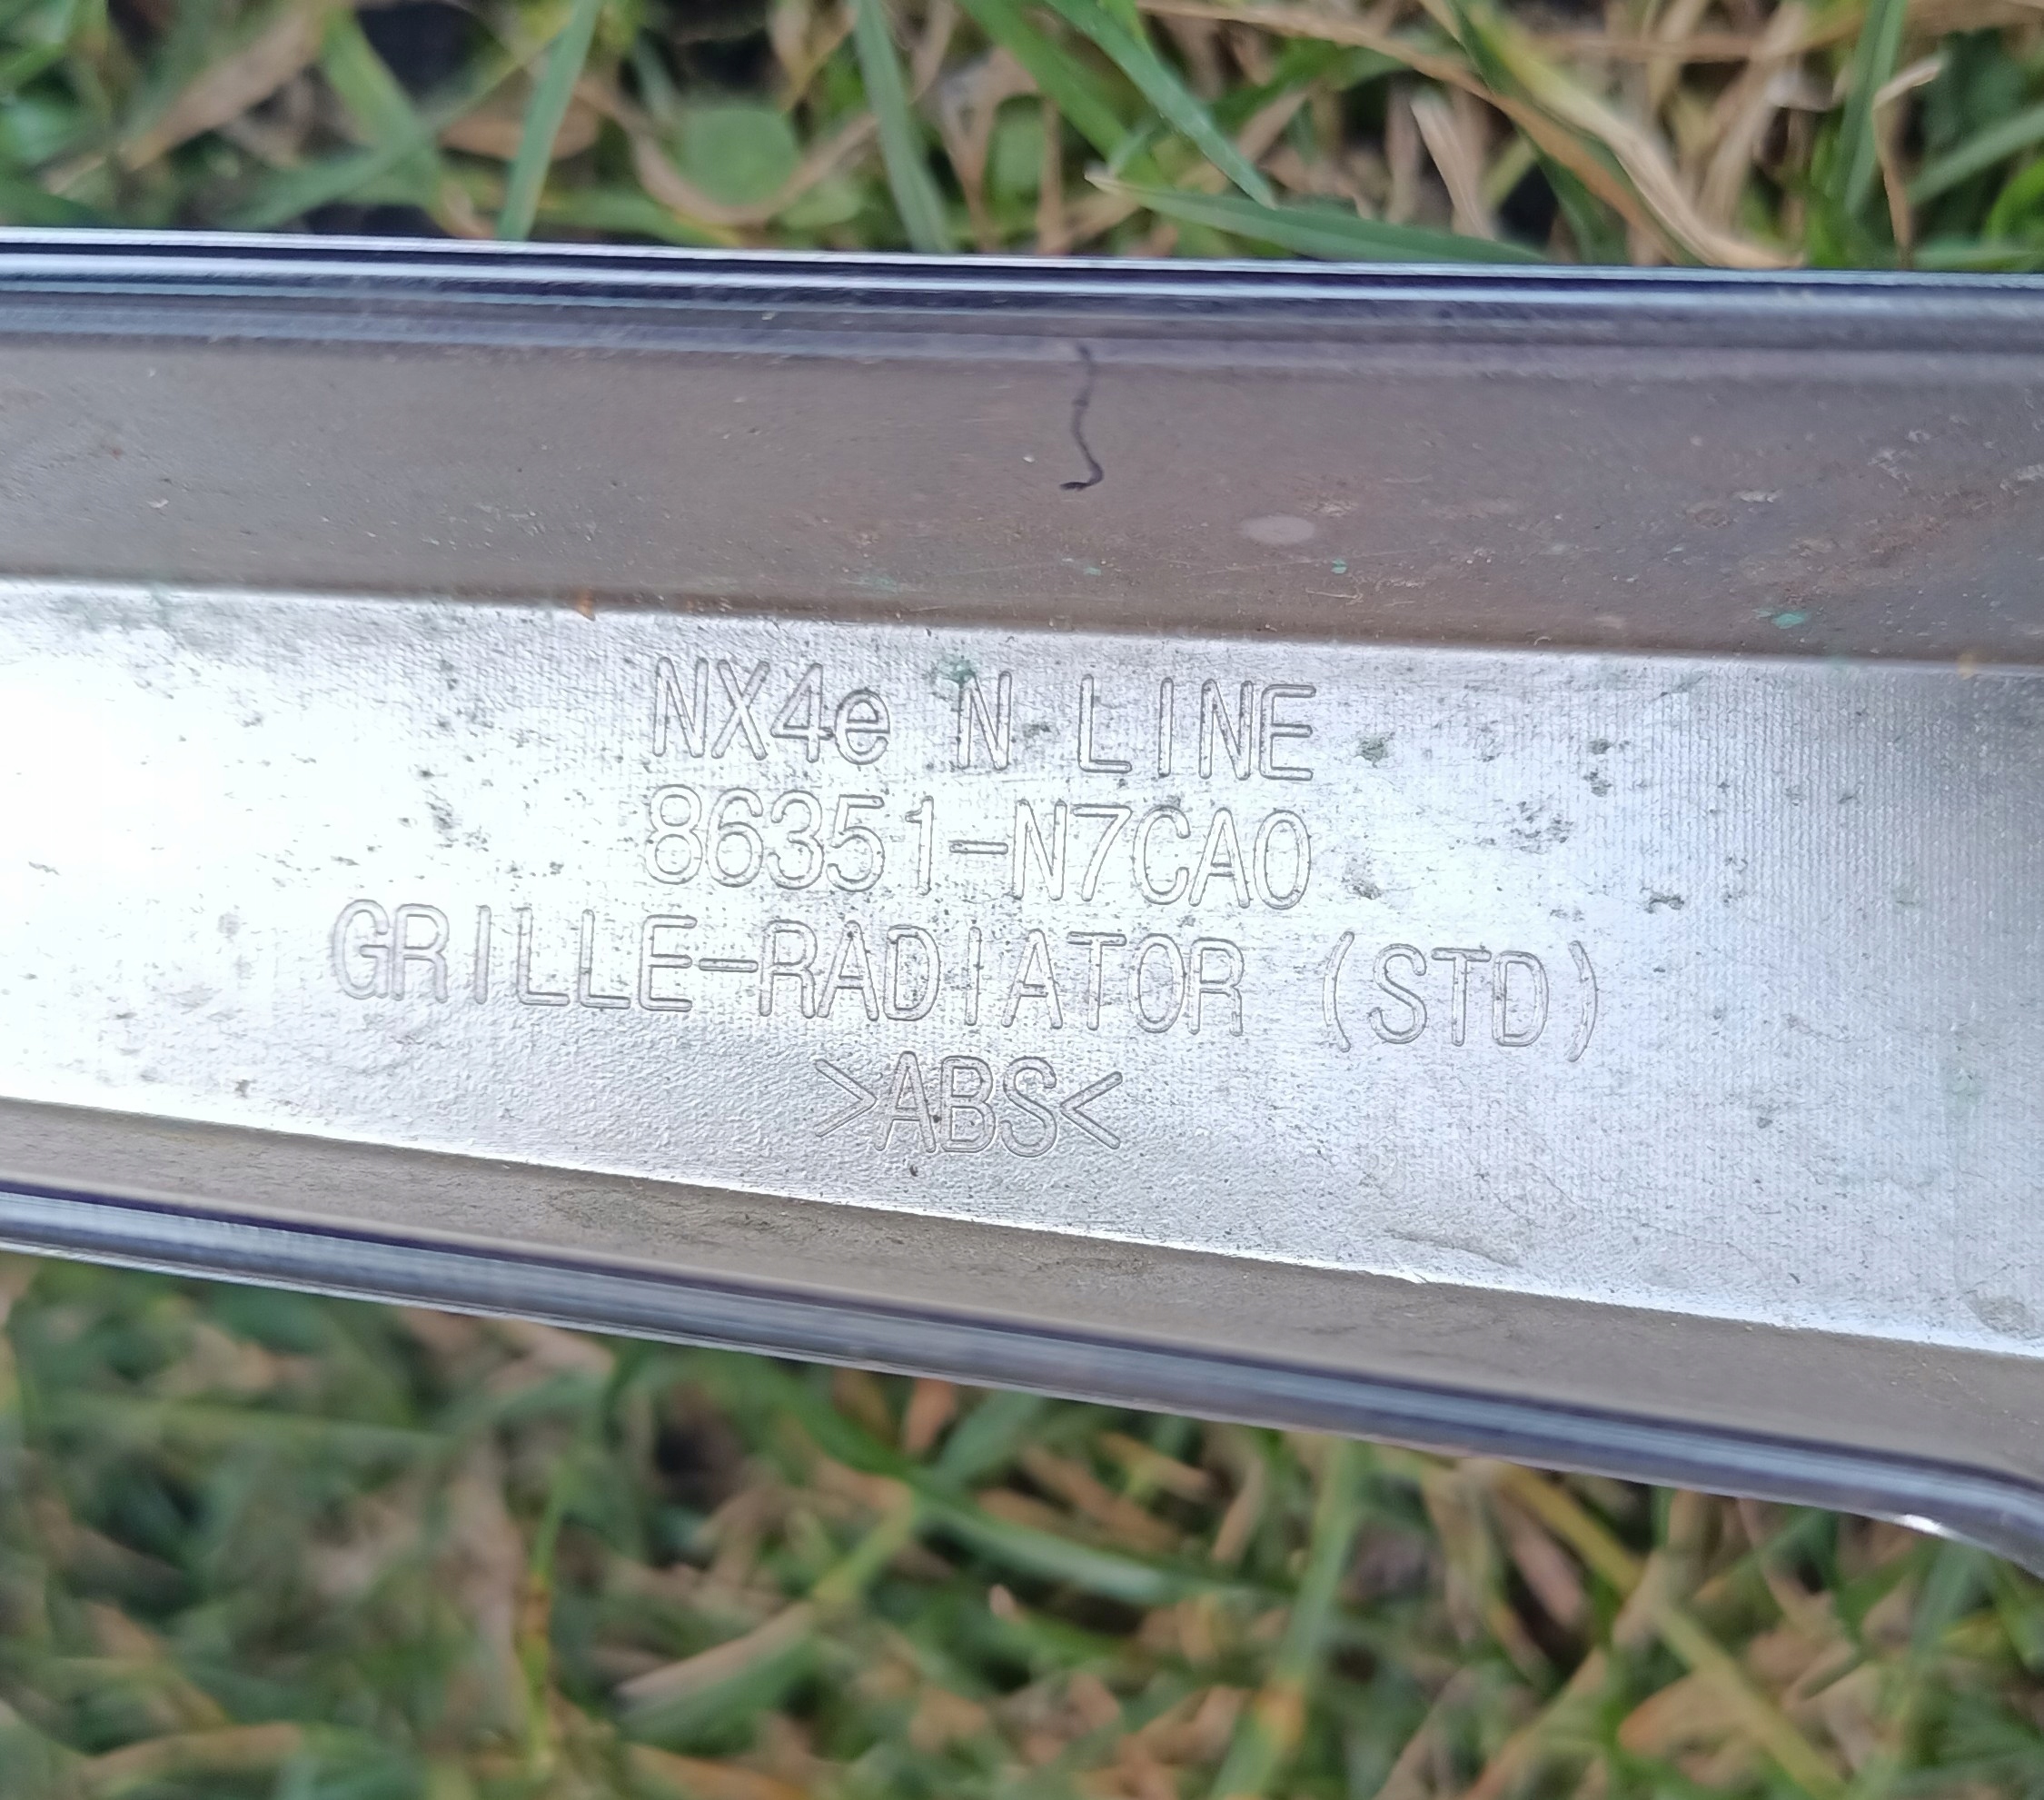 NX4e N LINE
86351-N7CA0
GRILLE-RADIATOR (STD)
>ABS<